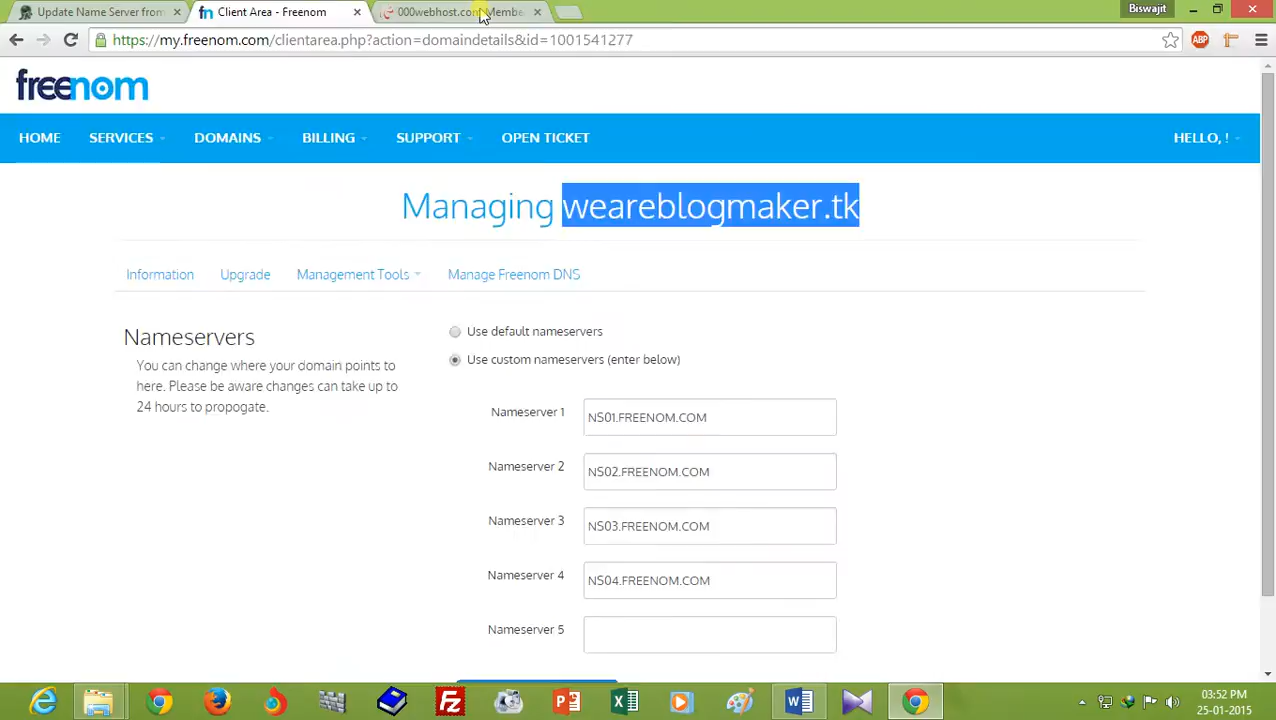 Update Name Server from
Client Area - Freenom
000webhost.com Membe
Biswajit
https://my.freenom.com/clientarea.php?action=domaindetails&id=1001541277
ABP
freenom
HOME SERVICES DOMAINS BILLING SUPPORT OPEN TICKET HELLO, !
Managing weareblogmaker.tk
Information Upgrade Management Tools Manage Freenom DNS
Nameservers
You can change where your domain points to
here. Please be aware changes can take up to
24 hours to propogate.
Use default nameservers
Use custom nameservers (enter below)
Nameserver 1 NS01.FREENOM.COM
Nameserver 2 NS02.FREENOM.COM
Nameserver 3 NS03.FREENOM.COM
Nameserver 4 NS04.FREENOM.COM
Nameserver 5
03:52 PM
25-01-2015